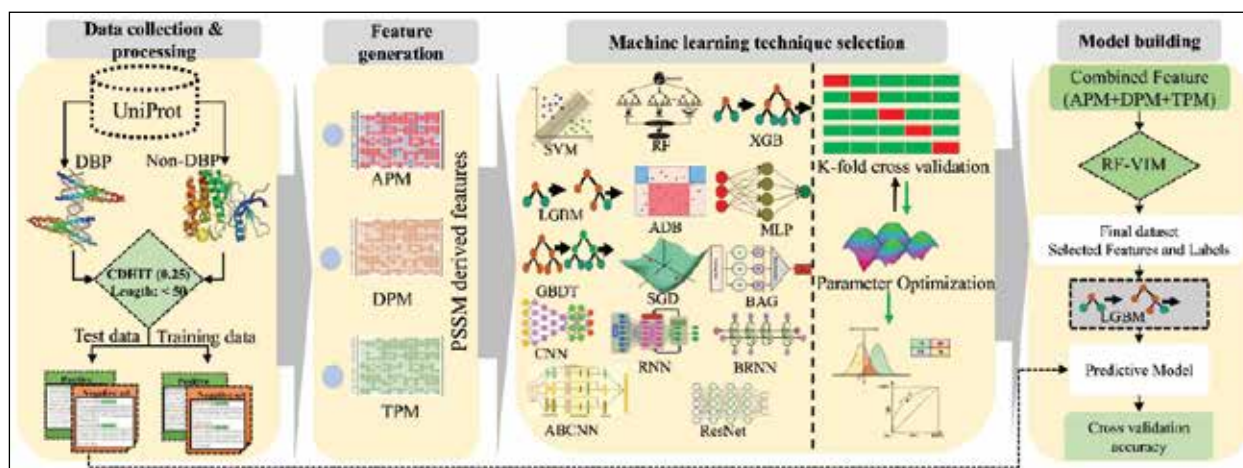 Data collection &
processing
UniProt
DBP
Non-DBP
CDHIT (0.25)
Length: < 50
Test data
Training data
Feature
generation
APM
DPM
TPM
PSSM derived features
Machine learning technique selection
SVM
RF
XGB
LGBM
ADB
MLP
GBDT
SGD
BAG
CNN
RNN
BRNN
ABCNN
ResNet
K-fold cross validation
Parameter Optimization
Model building
Combined Feature
(APM+DPM+TPM)
RF-VIM
Final dataset
Selected Features and Labels
LGBM
Predictive Model
Cross validation
accuracy